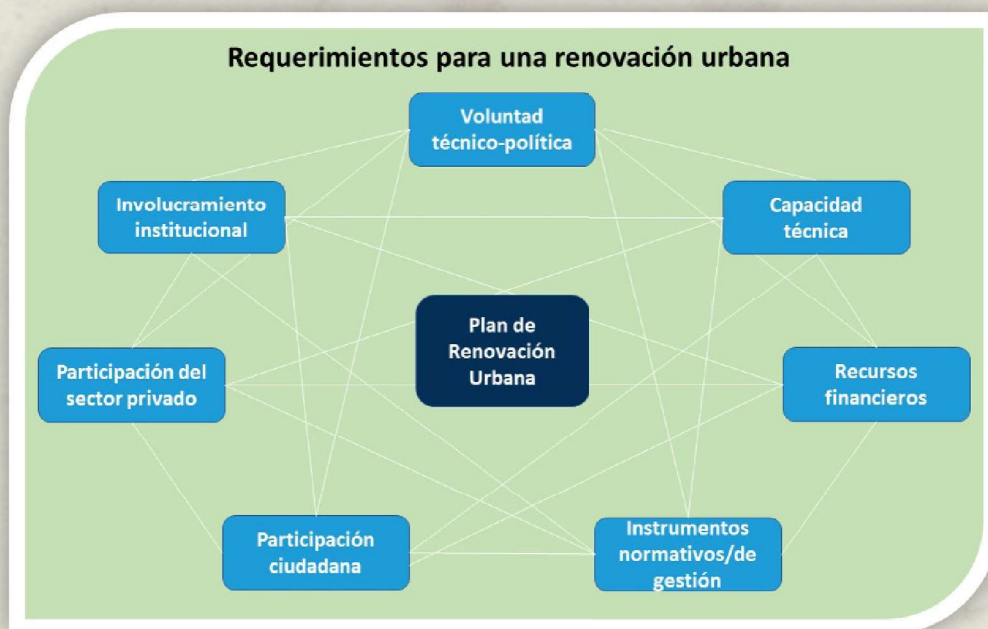 Requerimientos para una renovación urbana
Voluntad
técnico-política
Involucramiento
institucional
Capacidad
técnica
Plan de
Renovación
Urbana
Participación del
sector privado
Recursos
financieros
Participación
ciudadana
Instrumentos
normativos/de
gestión